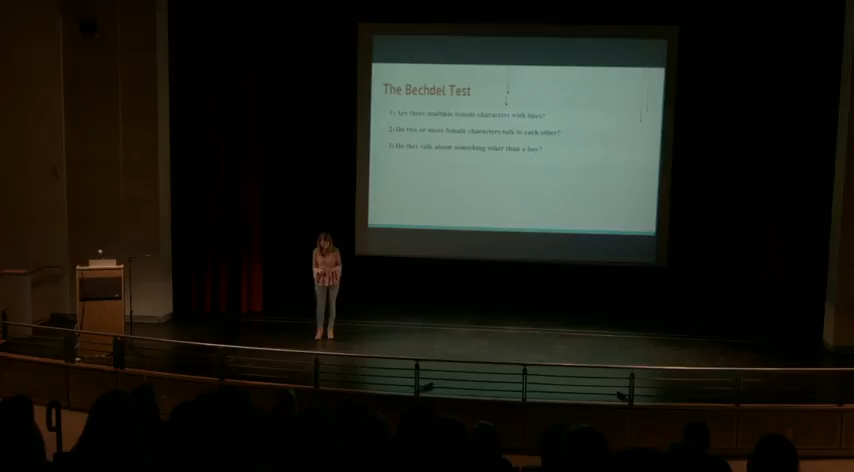 The Bechdel Test
1) Are there multiple female characters with lines?
2) Do two or more female characters talk to each other?
3) Do they talk about something other than a boy?